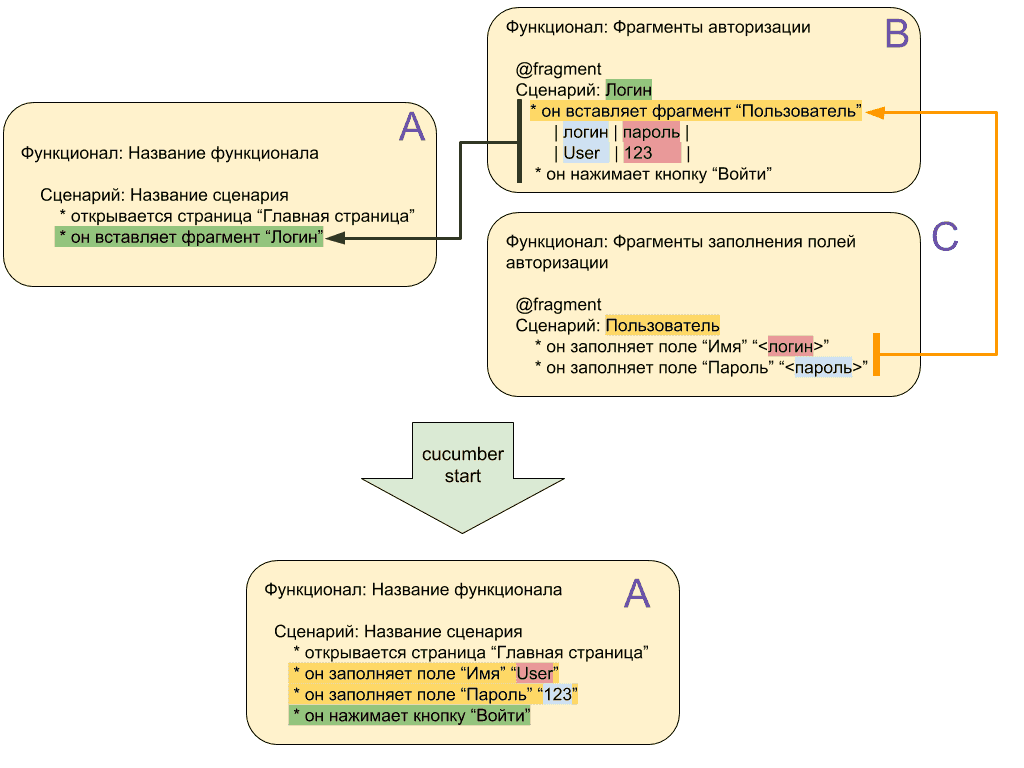 A
Функционал: Название функционала
Сценарий: Название сценария
* открывается страница “Главная страница”
* он вставляет фрагмент “Логин”
B
Функционал: Фрагменты авторизации
@fragment
Сценарий: Логин
* он вставляет фрагмент “Пользователь”
| логин | пароль |
| User | 123 |
* он нажимает кнопку “Войти”
C
Функционал: Фрагменты заполнения полей
авторизации
@fragment
Сценарий: Пользователь
* он заполняет поле “Имя” “<логин>”
* он заполняет поле “Пароль” “<пароль>”
cucumber
start
A
Функционал: Название функционала
Сценарий: Название сценария
* открывается страница “Главная страница”
* он заполняет поле “Имя” “User”
* он заполняет поле “Пароль” “123”
* он нажимает кнопку “Войти”